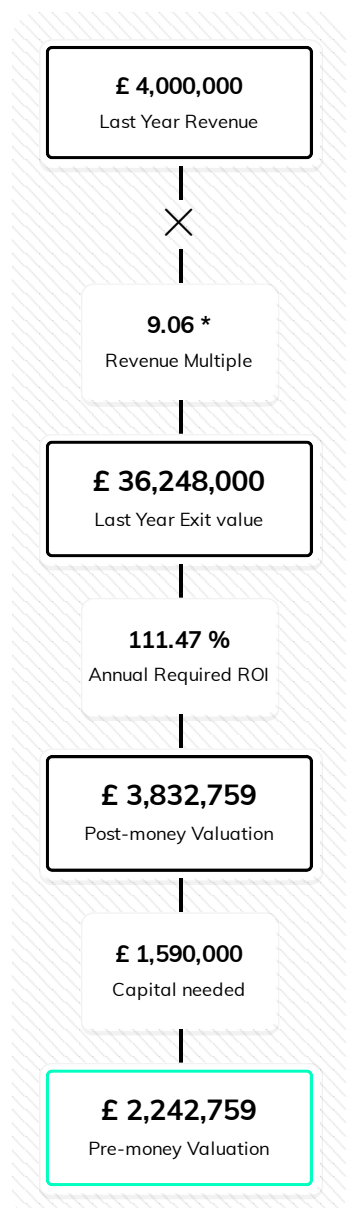 £ 4,000,000
Last Year Revenue
9.06 *
Revenue Multiple
£ 36,248,000
Last Year Exit value
111.47 %
Annual Required ROI
£ 3,832,759
Post-money Valuation
£ 1,590,000
Capital needed
£ 2,242,759
Pre-money Valuation